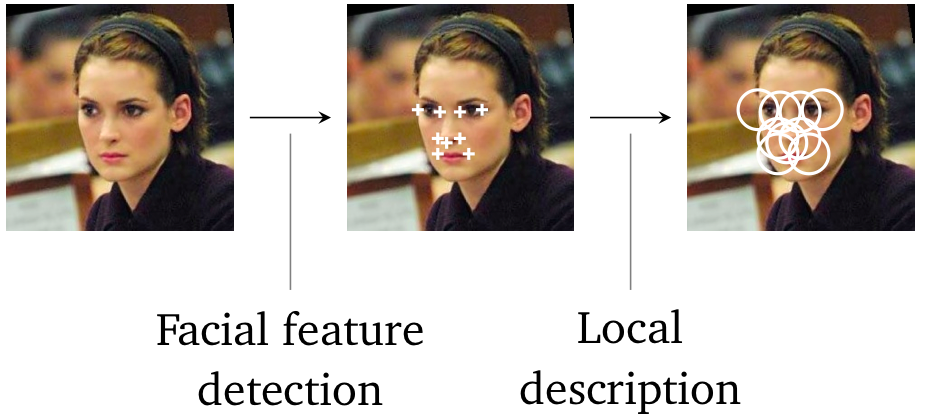 Facial feature
detection
Local
description